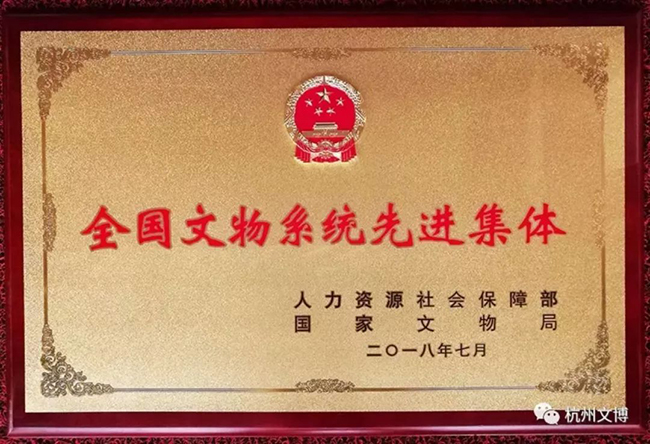 全国文物系统先进集体
人力资源社会保障部
国家文物局
二〇一八年七月
杭州文博